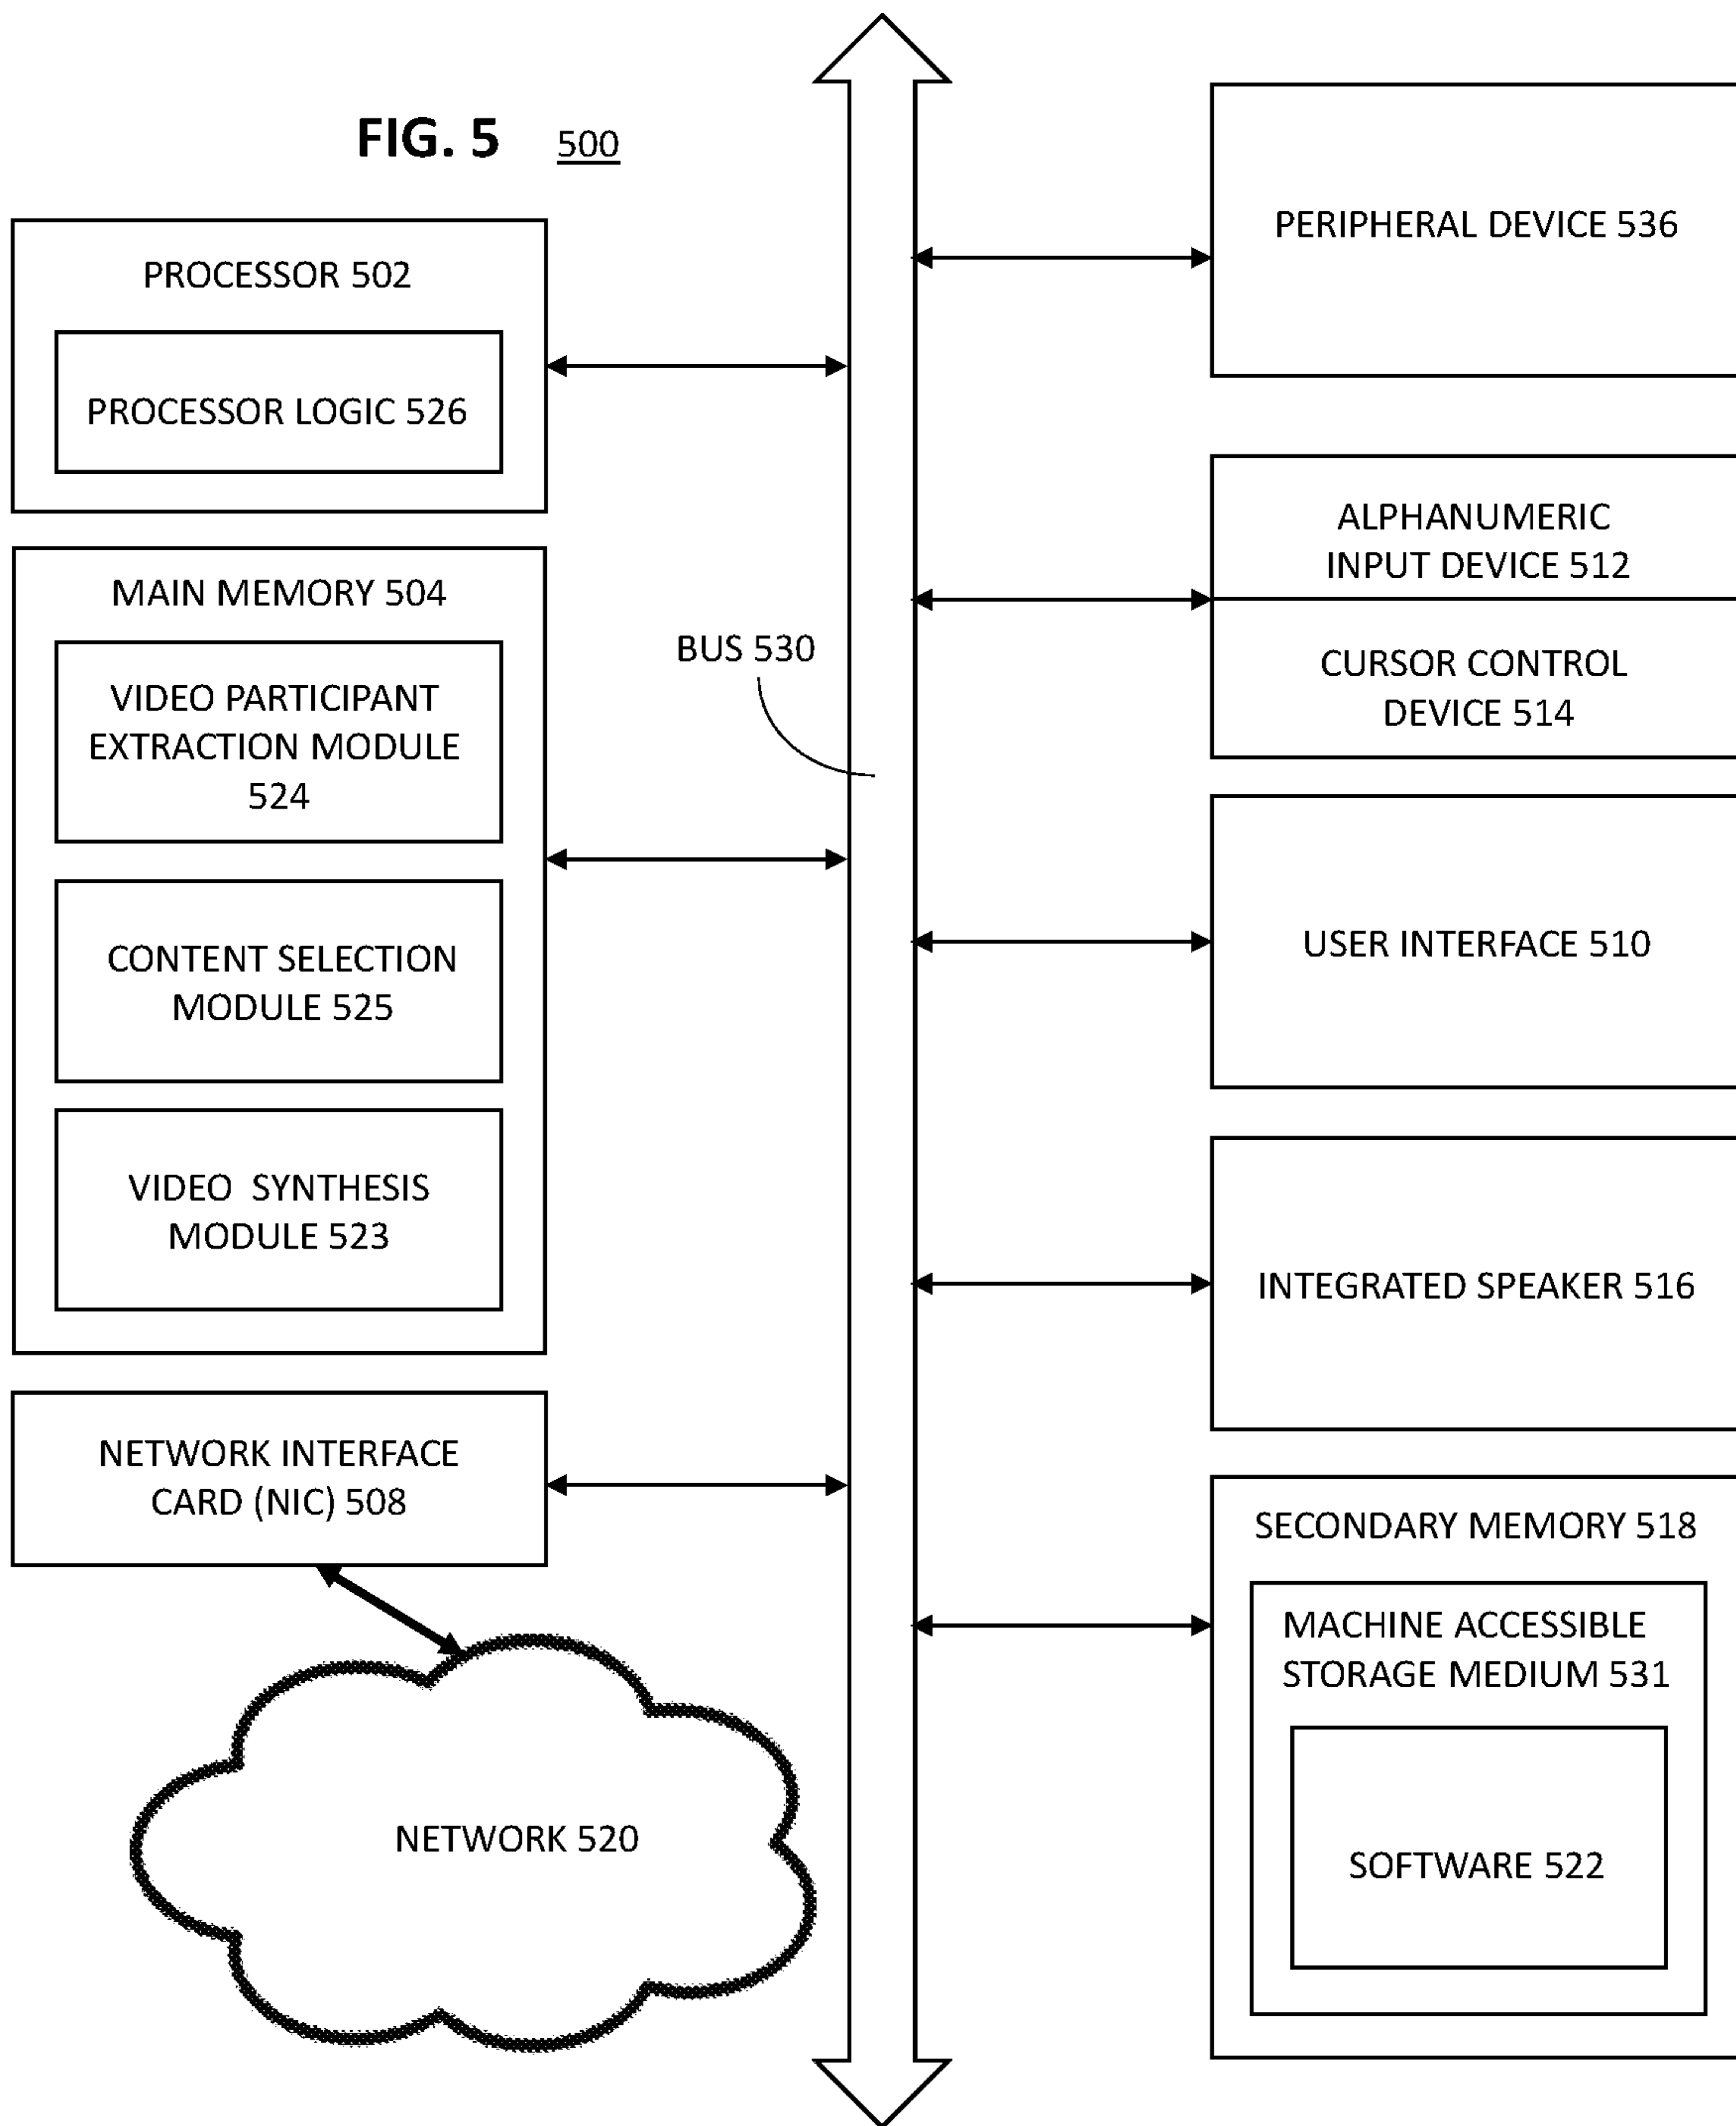 FIG. 5 500
PROCESSOR 502
PROCESSOR LOGIC 526
MAIN MEMORY 504
VIDEO PARTICIPANT
EXTRACTION MODULE
524
CONTENT SELECTION
MODULE 525
VIDEO SYNTHESIS
MODULE 523
NETWORK INTERFACE
CARD (NIC) 508
NETWORK 520
BUS 530
PERIPHERAL DEVICE 536
ALPHANUMERIC
INPUT DEVICE 512
CURSOR CONTROL
DEVICE 514
USER INTERFACE 510
INTEGRATED SPEAKER 516
SECONDARY MEMORY 518
MACHINE ACCESSIBLE
STORAGE MEDIUM 531
SOFTWARE 522